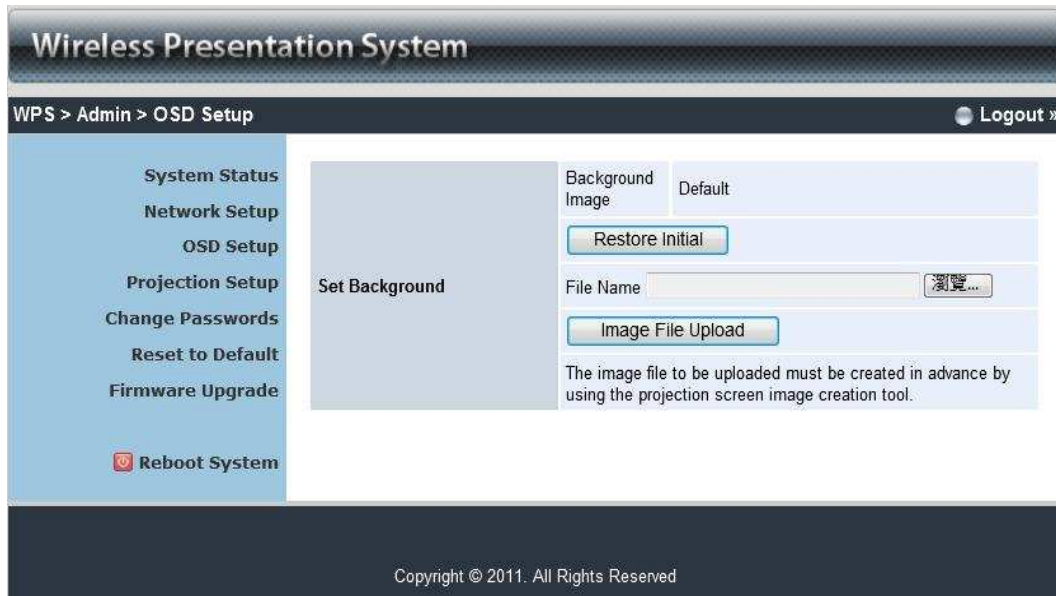 Wireless Presentation System
WPS > Admin > OSD Setup
Logout »
System Status
Network Setup
OSD Setup
Projection Setup
Change Passwords
Reset to Default
Firmware Upgrade
Reboot System
Set Background
Background
Image
Default
Restore Initial
File Name
瀏覽...
Image File Upload
The image file to be uploaded must be created in advance by
using the projection screen image creation tool.
Copyright © 2011. All Rights Reserved